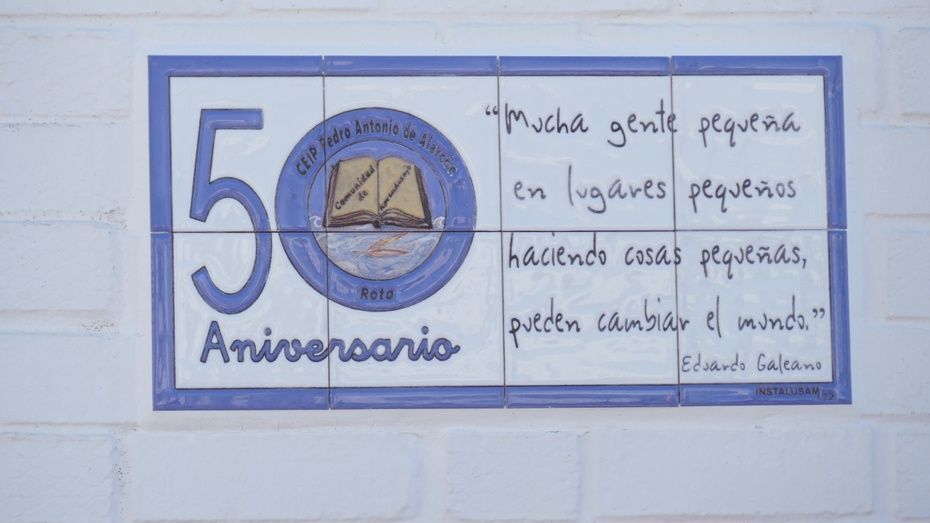 50
CEIP Pedro Antonio de Alarcón
Comunidad
de
Aprendizaje
Rota
Aniversario
“Mucha gente pequeña
en lugares pequeños
haciendo cosas pequeñas,
pueden cambiar el mundo.”
Eduardo Galeano
INSTALUSAM